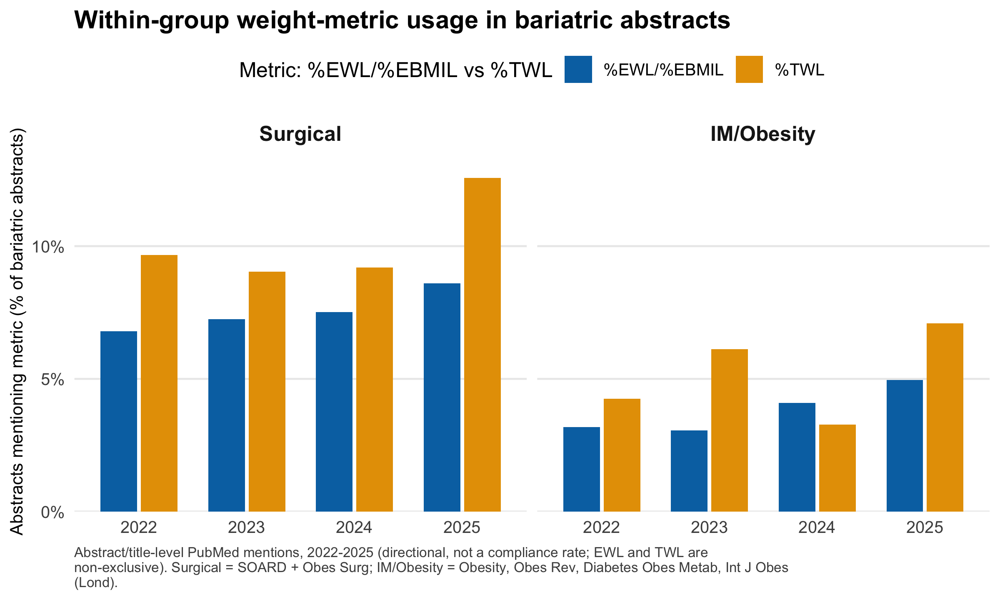 Within-group weight-metric usage in bariatric abstracts
Metric: %EWL/%EBMIL vs %TWL %EWL/%EBMIL %TWL
Surgical IM/Obesity
Abstracts mentioning metric (% of bariatric abstracts)
10%
5%
0%
2022 2023 2024 2025 2022 2023 2024 2025
Abstract/title-level PubMed mentions, 2022-2025 (directional, not a compliance rate; EWL and TWL are
non-exclusive). Surgical = SOARD + Obes Surg; IM/Obesity = Obesity, Obes Rev, Diabetes Obes Metab, Int J Obes
(Lond).